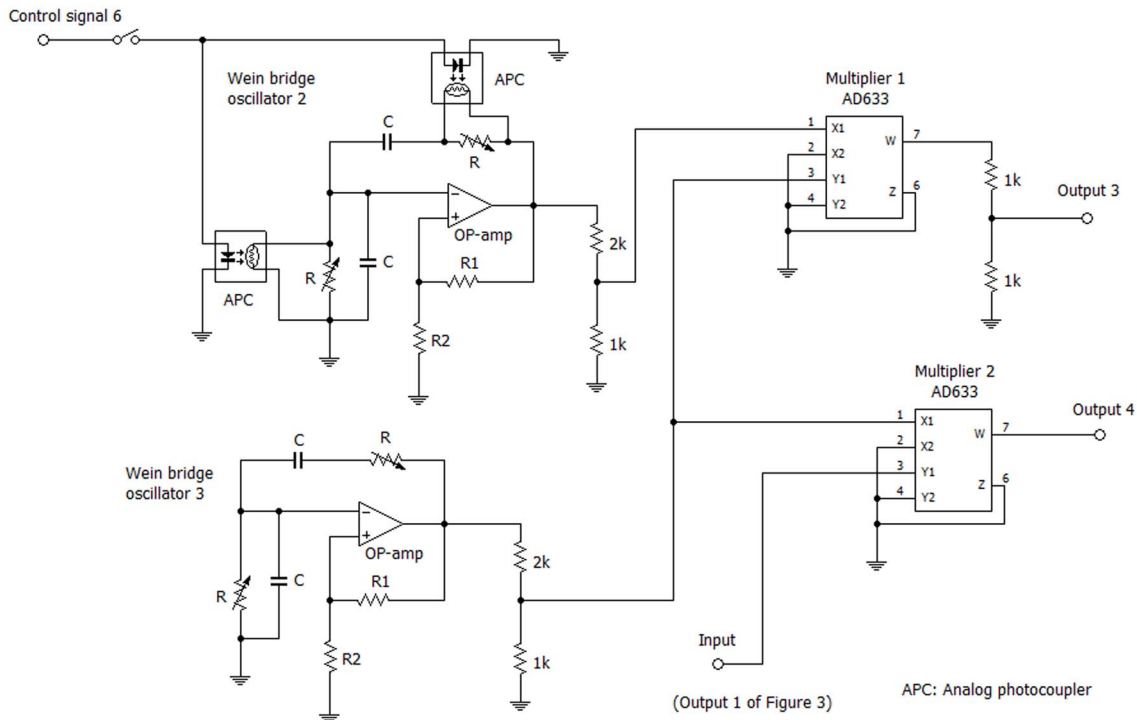 Control signal 6
Wein bridge
oscillator 2
APC
C
R
−
+
OP-amp
C
R
APC
R1
R2
2k
1k
Multiplier 1
AD633
1
X1
2
X2
3
Y1
4
Y2
W
7
Z
6
1k
Output 3
1k
Wein bridge
oscillator 3
C
R
−
+
OP-amp
R
C
R1
R2
2k
1k
Multiplier 2
AD633
1
X1
2
X2
3
Y1
4
Y2
W
7
Z
6
Output 4
Input
(Output 1 of Figure 3)
APC: Analog photocoupler